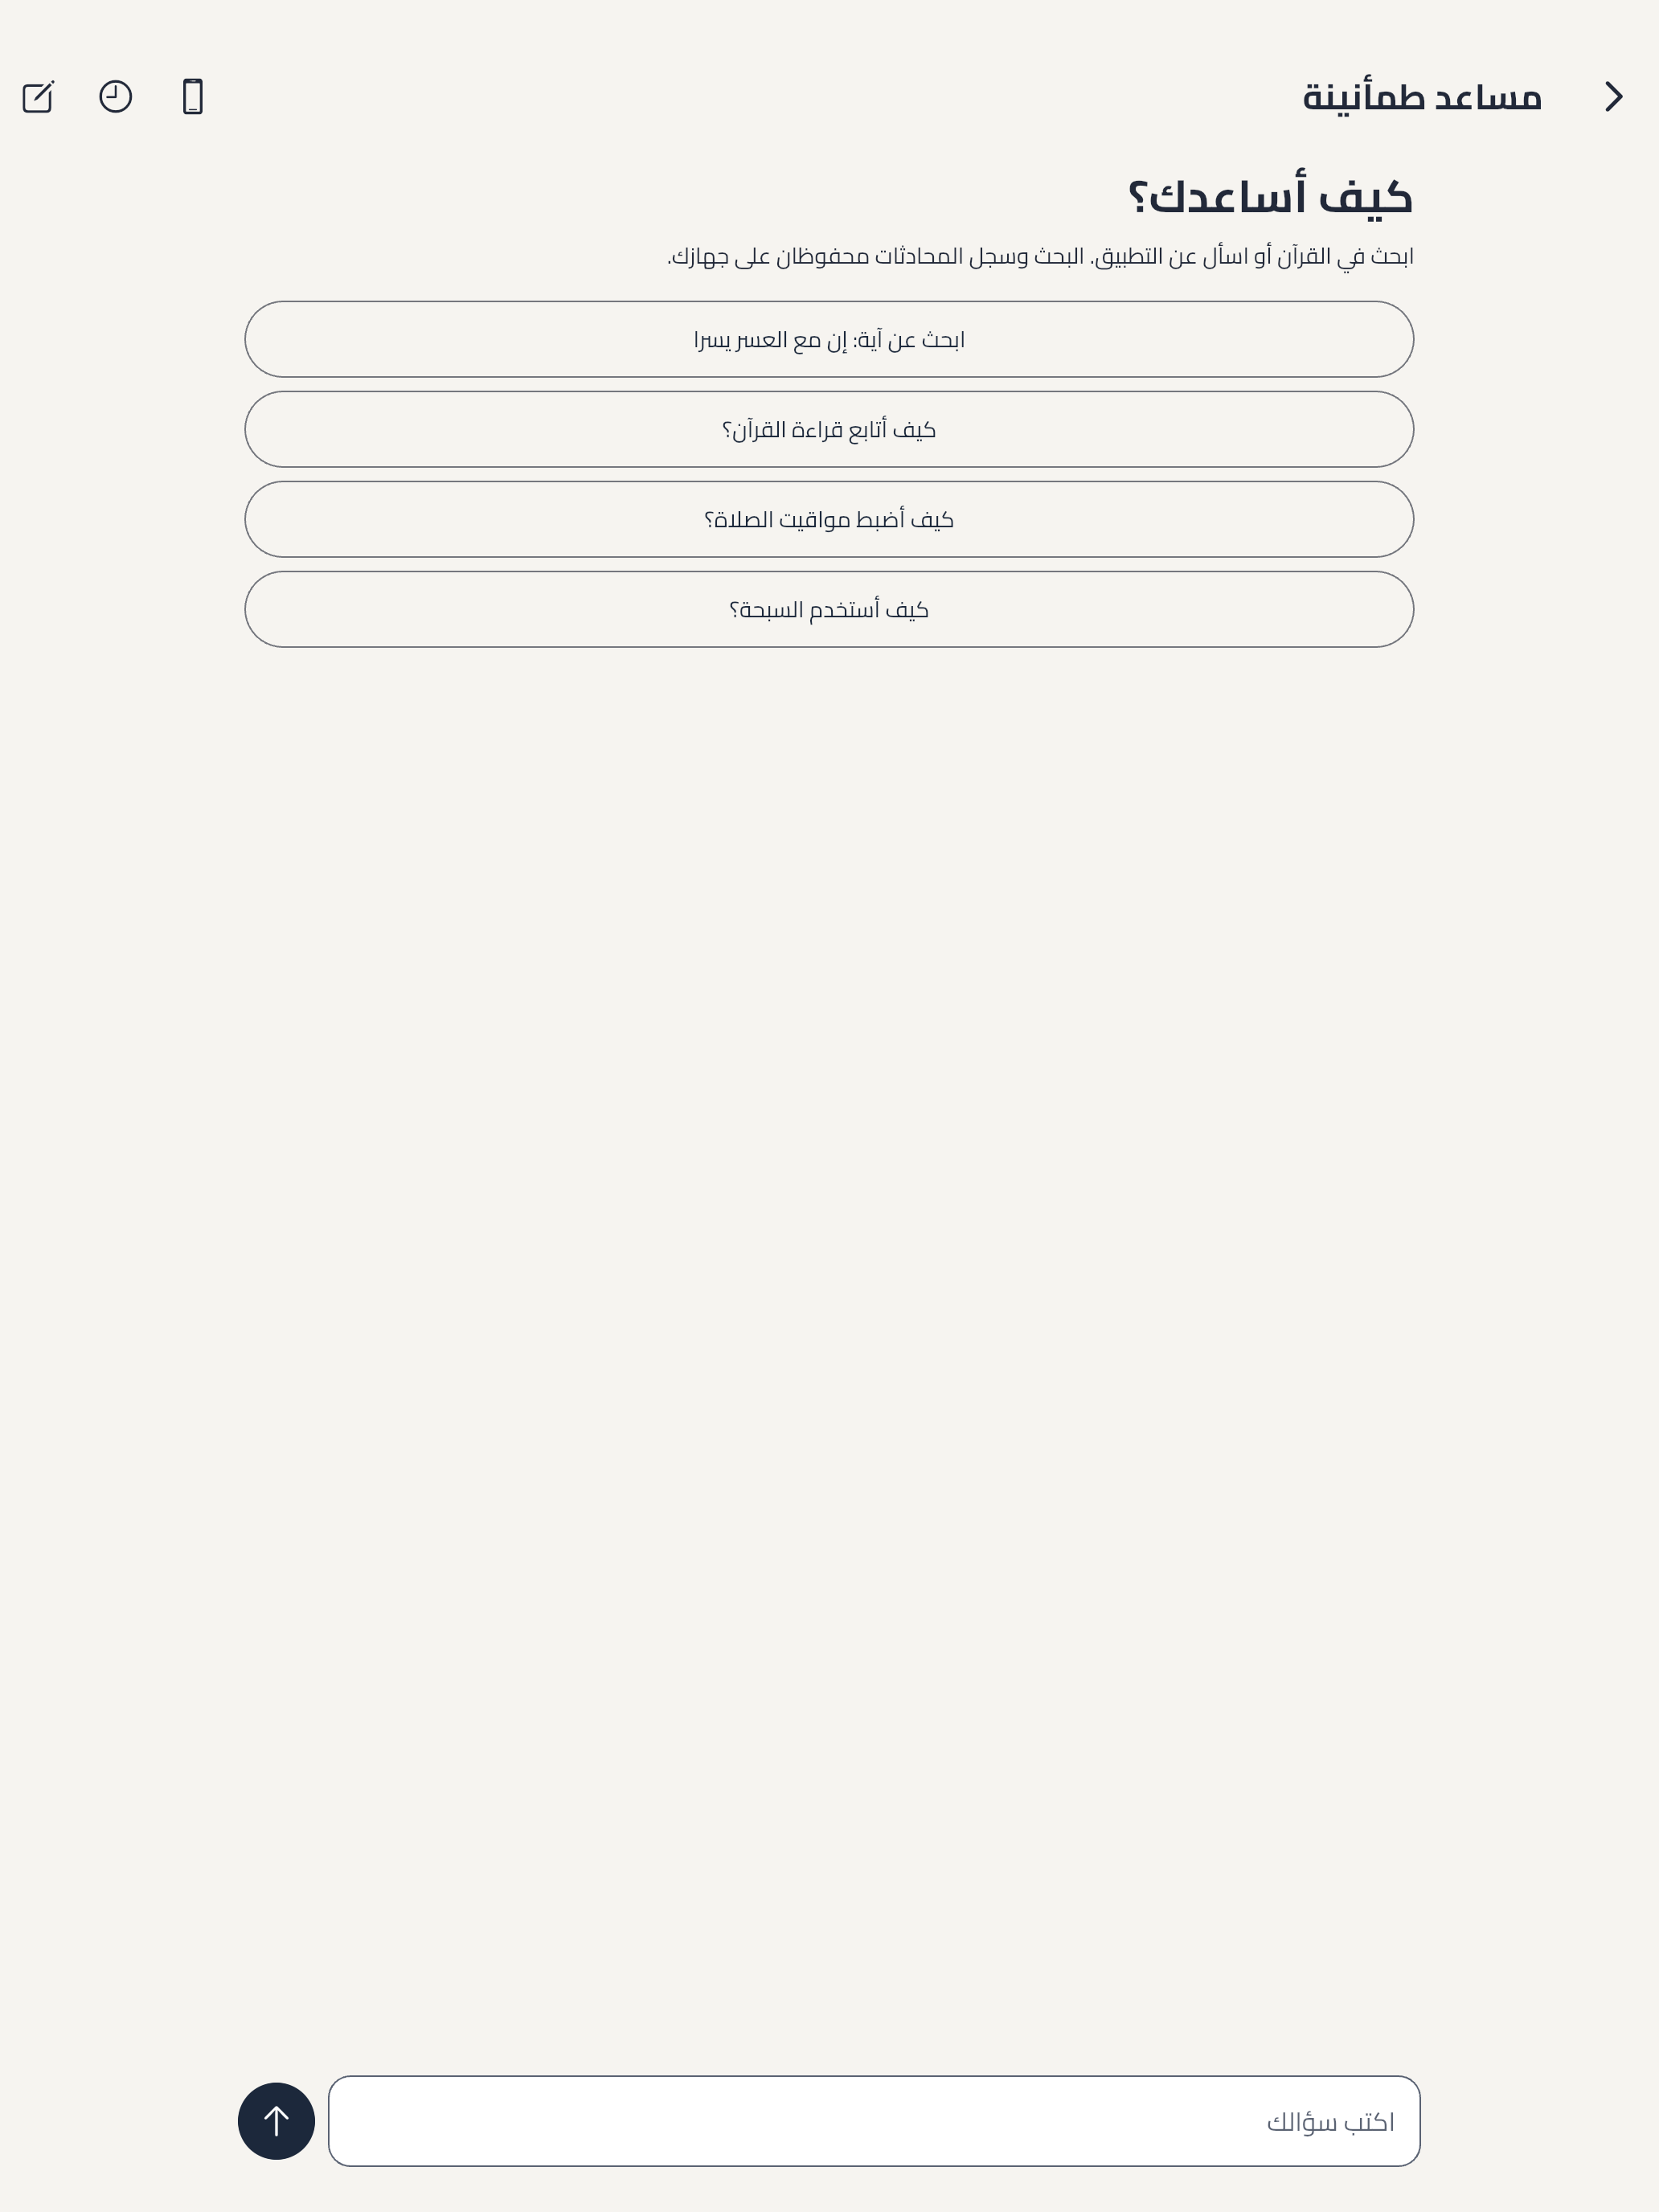 مساعد طمأنينة
كيف أساعدك؟
ابحث في القرآن أو اسأل عن التطبيق. البحث وسجل المحادثات محفوظان على جهازك.
ابحث عن آية: إن مع العسر يسرا
كيف أتابع قراءة القرآن؟
كيف أضبط مواقيت الصلاة؟
كيف أستخدم السبحة؟
اكتب سؤالك